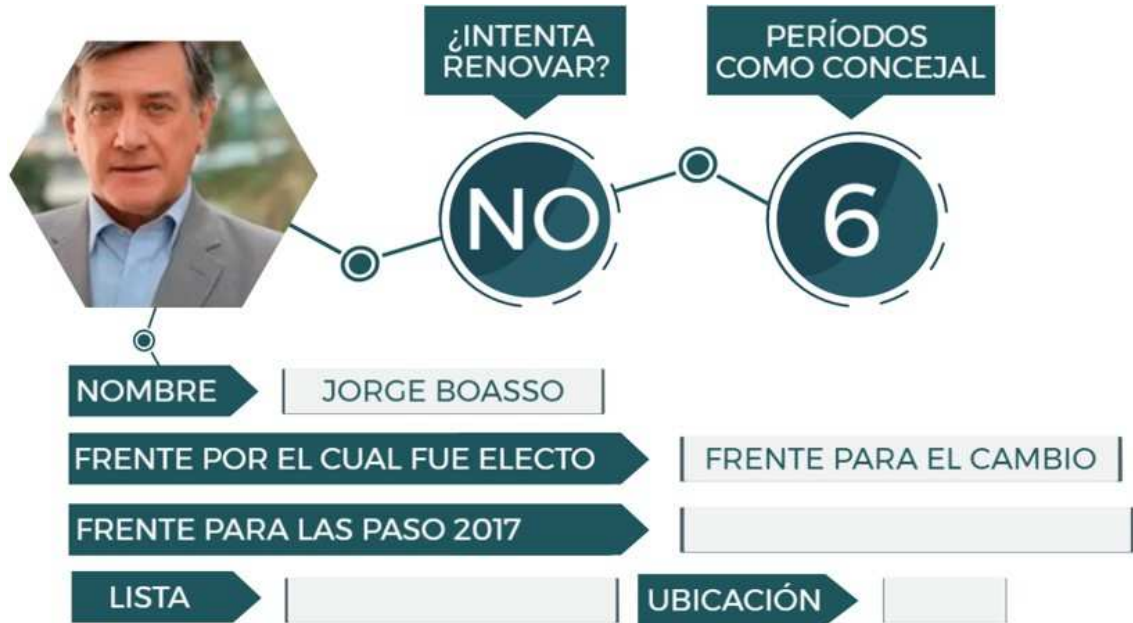 ¿INTENTA
RENOVAR?
PERÍODOS
COMO CONCEJAL
NO
6
NOMBRE
JORGE BOASSO
FRENTE POR EL CUAL FUE ELECTO
FRENTE PARA EL CAMBIO
FRENTE PARA LAS PASO 2017
LISTA
UBICACIÓN